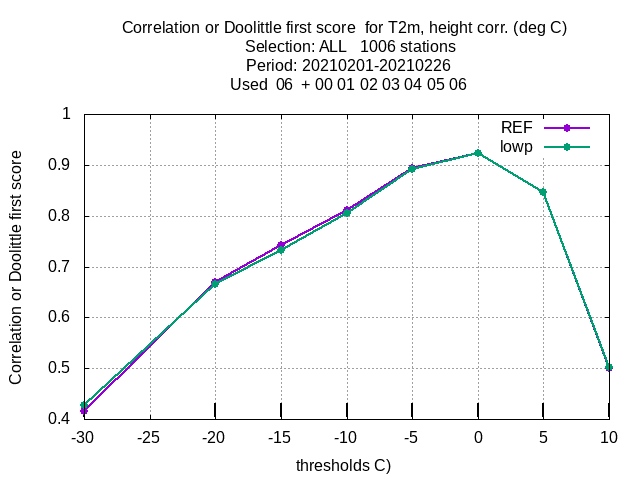 Correlation or Doolittle first score  for T2m, height corr. (deg C)
Selection: ALL   1006 stations
Period: 20210201-20210226
Used  06  + 00 01 02 03 04 05 06
Correlation or Doolittle first score
1
0.9
0.8
0.7
0.6
0.5
0.4
REF
lowp
-30 -25 -20 -15 -10 -5 0 5 10
thresholds C)